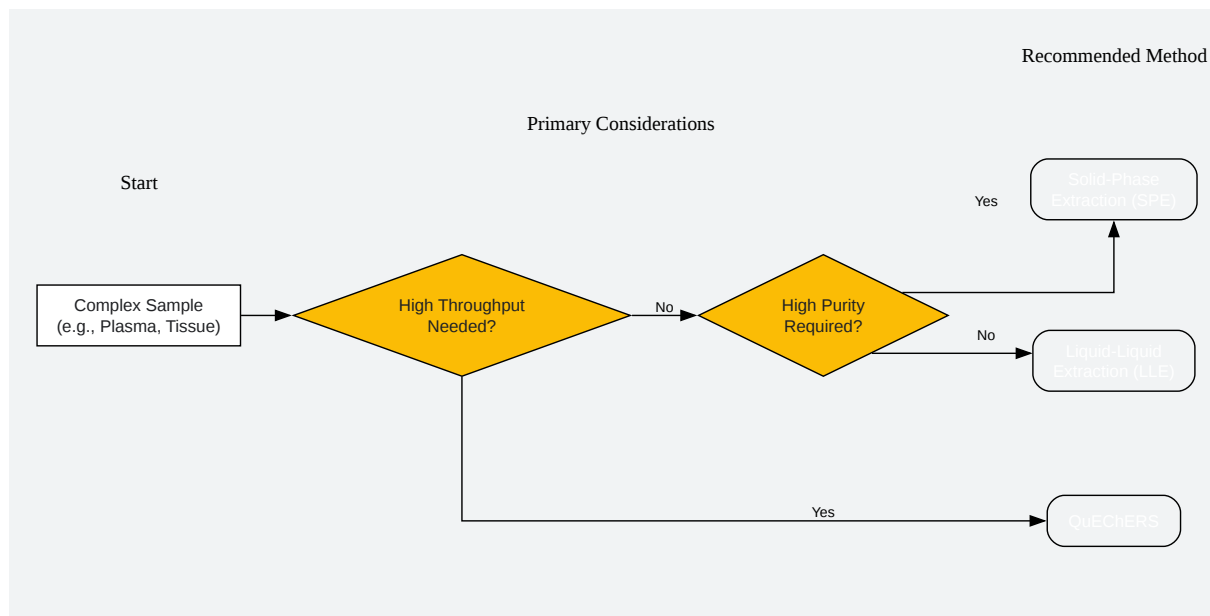 Recommended Method
Primary Considerations
Start
Solid-Phase
Extraction (SPE)
Yes
Complex Sample
(e.g., Plasma, Tissue)
High Throughput
Needed?
No
High Purity
Required?
No
Liquid-Liquid
Extraction (LLE)
Yes
QuEChERS